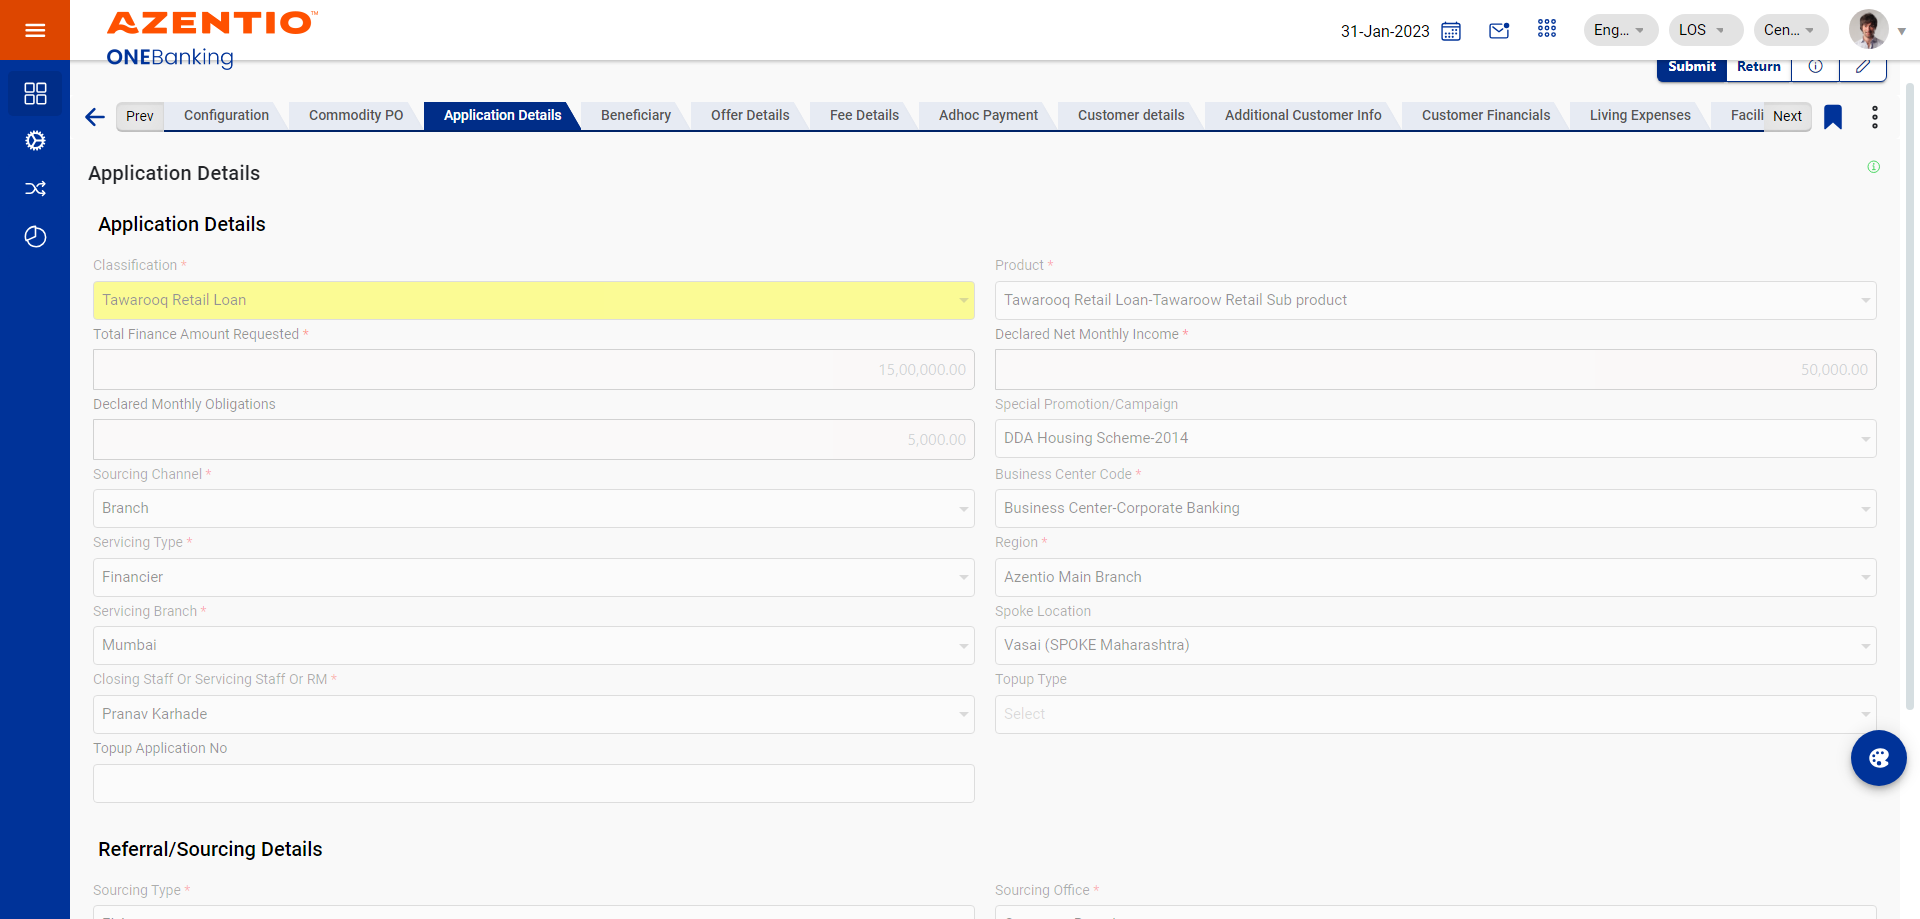 AZENTIO™
ONEBanking
31-Jan-2023
Eng...
LOS
Cen...
Submit
Return
Prev
Configuration
Commodity PO
Application Details
Beneficiary
Offer Details
Fee Details
Adhoc Payment
Customer details
Additional Customer Info
Customer Financials
Living Expenses
Facili
Next
Application Details
Application Details
Classification *
Product *
Tawarooq Retail Loan
Tawarooq Retail Loan-Tawaroow Retail Sub product
Total Finance Amount Requested *
Declared Net Monthly Income *
15,00,000.00
50,000.00
Declared Monthly Obligations
Special Promotion/Campaign
5,000.00
DDA Housing Scheme-2014
Sourcing Channel *
Business Center Code *
Branch
Business Center-Corporate Banking
Servicing Type *
Region *
Financier
Azentio Main Branch
Servicing Branch *
Spoke Location
Mumbai
Vasai (SPOKE Maharashtra)
Closing Staff Or Servicing Staff Or RM *
Topup Type
Pranav Karhade
Select
Topup Application No
Referral/Sourcing Details
Sourcing Type *
Sourcing Office *